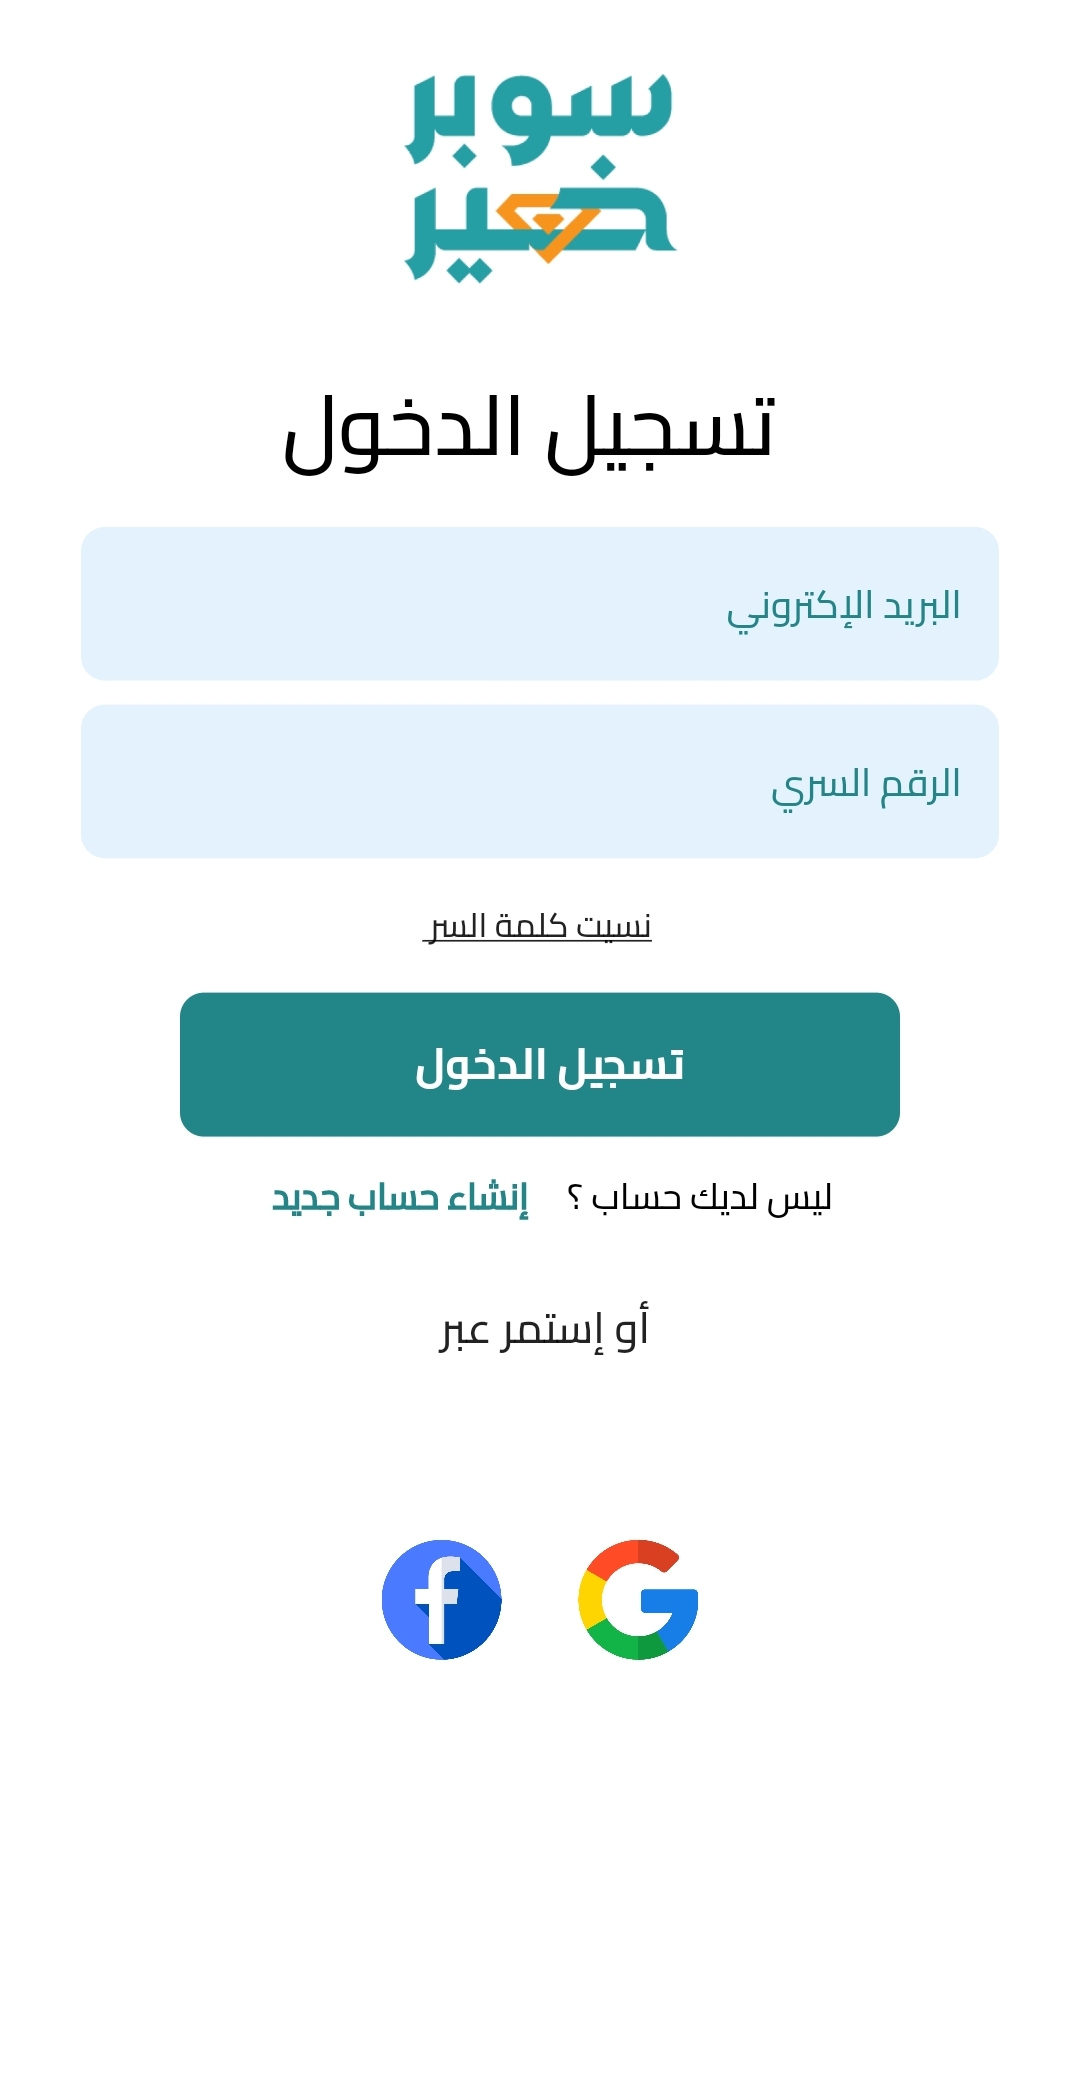 سوبر
خير
تسجيل الدخول
البريد الإكتروني
الرقم السري
نسيت كلمة السر
تسجيل الدخول
ليس لديك حساب ؟ إنشاء حساب جديد
أو إستمر عبر